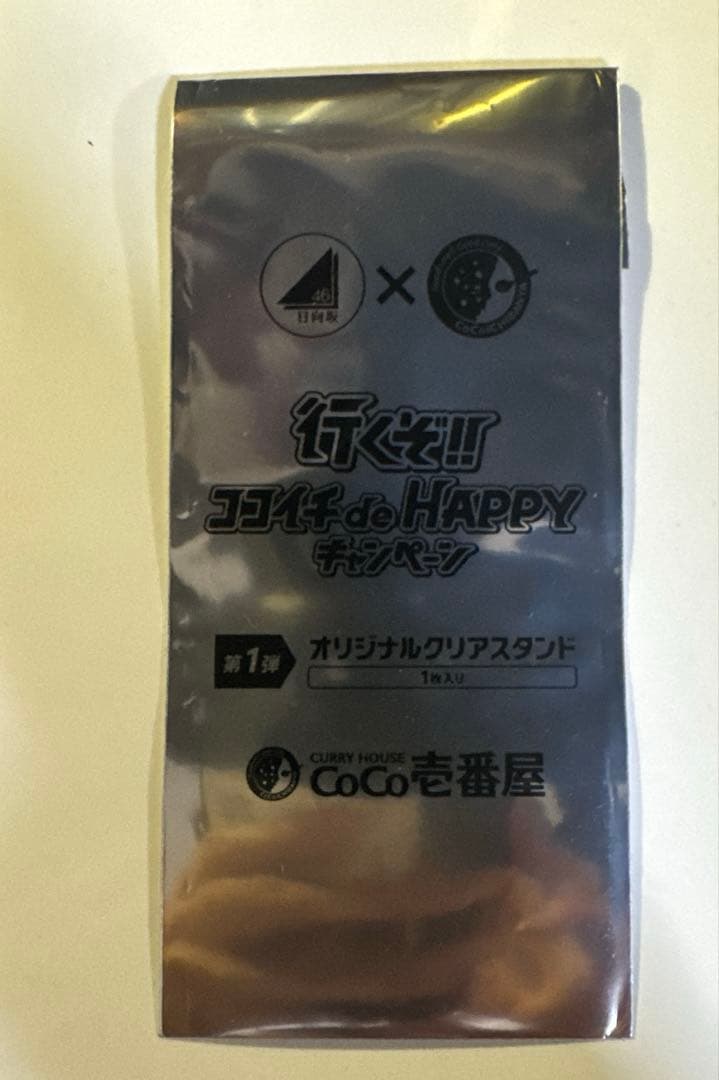 46
日向坂
×
CoCo ICHIBANYA
行くぞ!!
ココイチ de HAPPY
キャンペーン
第1弾
オリジナルクリアスタンド
1枚入り
CURRY HOUSE
CoCo壱番屋